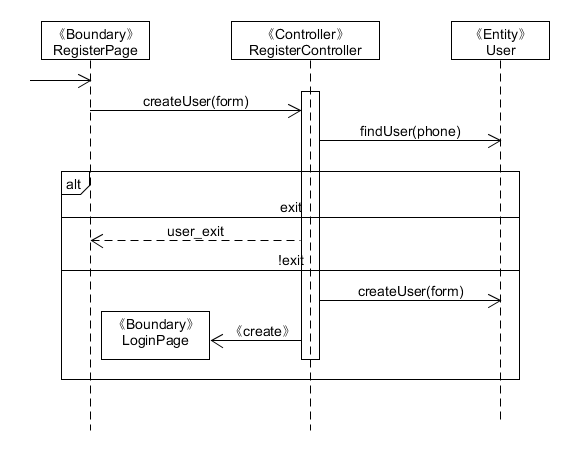 《Boundary》
RegisterPage
《Controller》
RegisterController
《Entity》
User
createUser(form)
findUser(phone)
alt
exit
user_exit
!exit
createUser(form)
《Boundary》
LoginPage
《create》